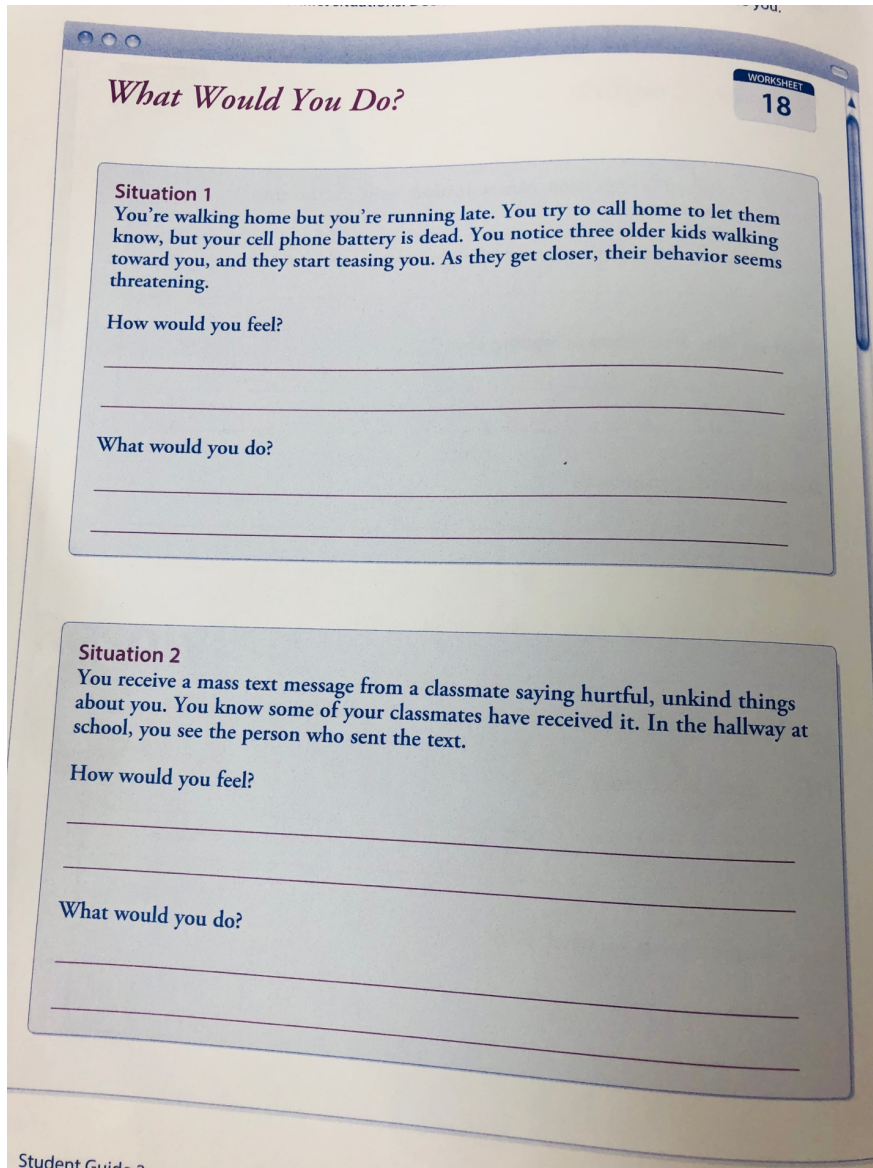 you.
What Would You Do?
WORKSHEET
18
Situation 1
You're walking home but you're running late. You try to call home to let them
know, but your cell phone battery is dead. You notice three older kids walking
toward you, and they start teasing you. As they get closer, their behavior seems
threatening.
How would you feel?
What would you do?
Situation 2
You receive a mass text message from a classmate saying hurtful, unkind things
about you. You know some of your classmates have received it. In the hallway at
school, you see the person who sent the text.
How would you feel?
What would you do?
Student Guide